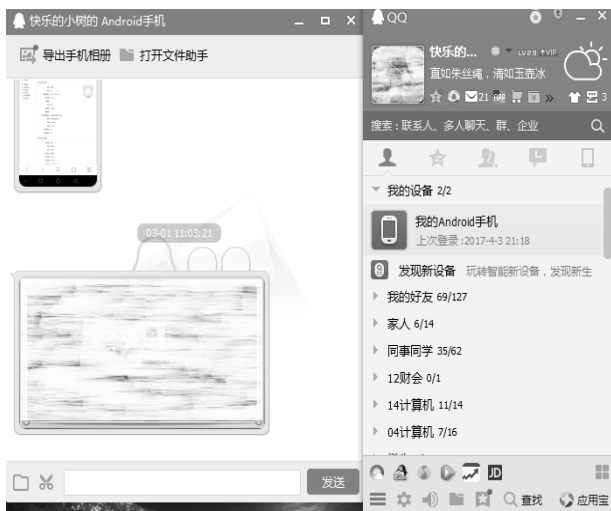 快乐的小树的 Android手机
导出手机相册
打开文件助手
03-01 11:03:21
发送
QQ
快乐的...
直如朱丝绳，清如玉壶冰
21
3
搜索：联系人、多人聊天、群、企业
我的设备 2/2
我的Android手机
上次登录 :2017-4-3 21:18
发现新设备 玩转智能新设备，发现新生
我的好友 69/127
家人 6/14
同事同学 35/62
12财会 0/1
14计算机 11/14
04计算机 7/16
JD
查找
应用宝